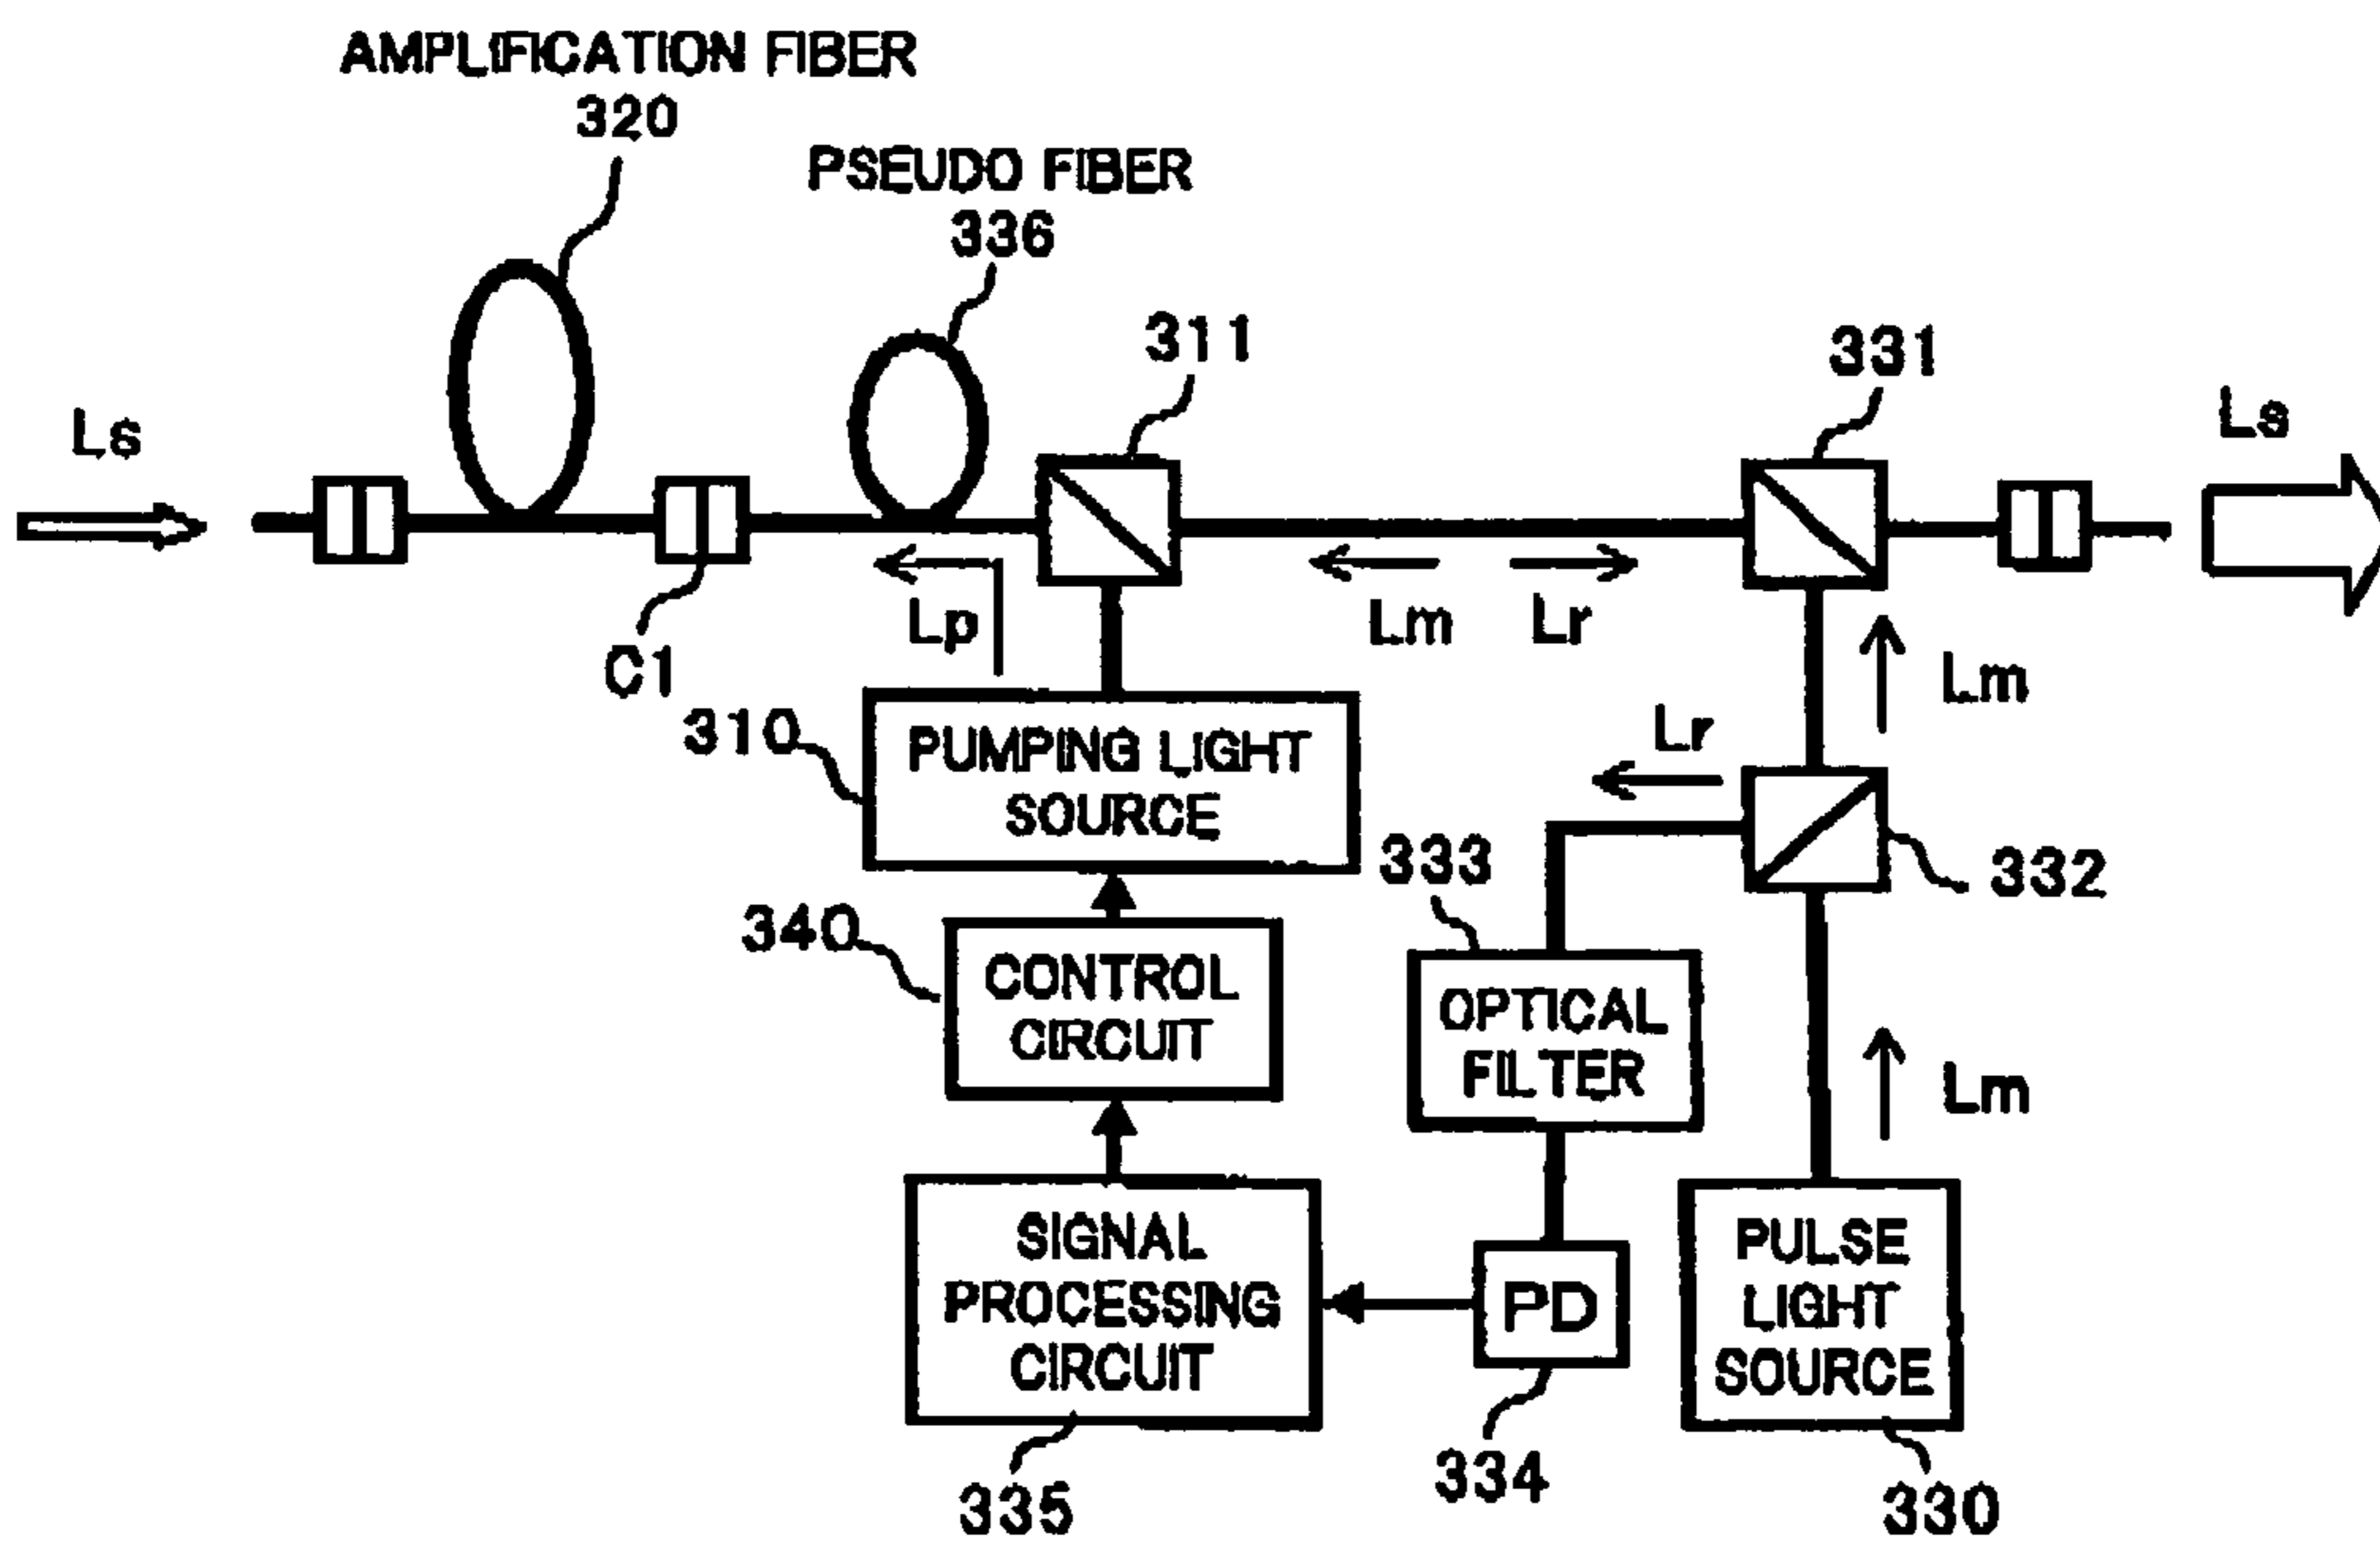 AMPLIFICATION FIBER
320
PSEUDO FIBER
336
311
331
Ls
Ls
Lp
Lm
Lr
C1
Lm
310
PUMPING LIGHT
SOURCE
Lr
333
332
340
CONTROL
CIRCUIT
OPTICAL
FILTER
Lm
SIGNAL
PROCESSING
CIRCUIT
PD
PULSE
LIGHT
SOURCE
335
334
330